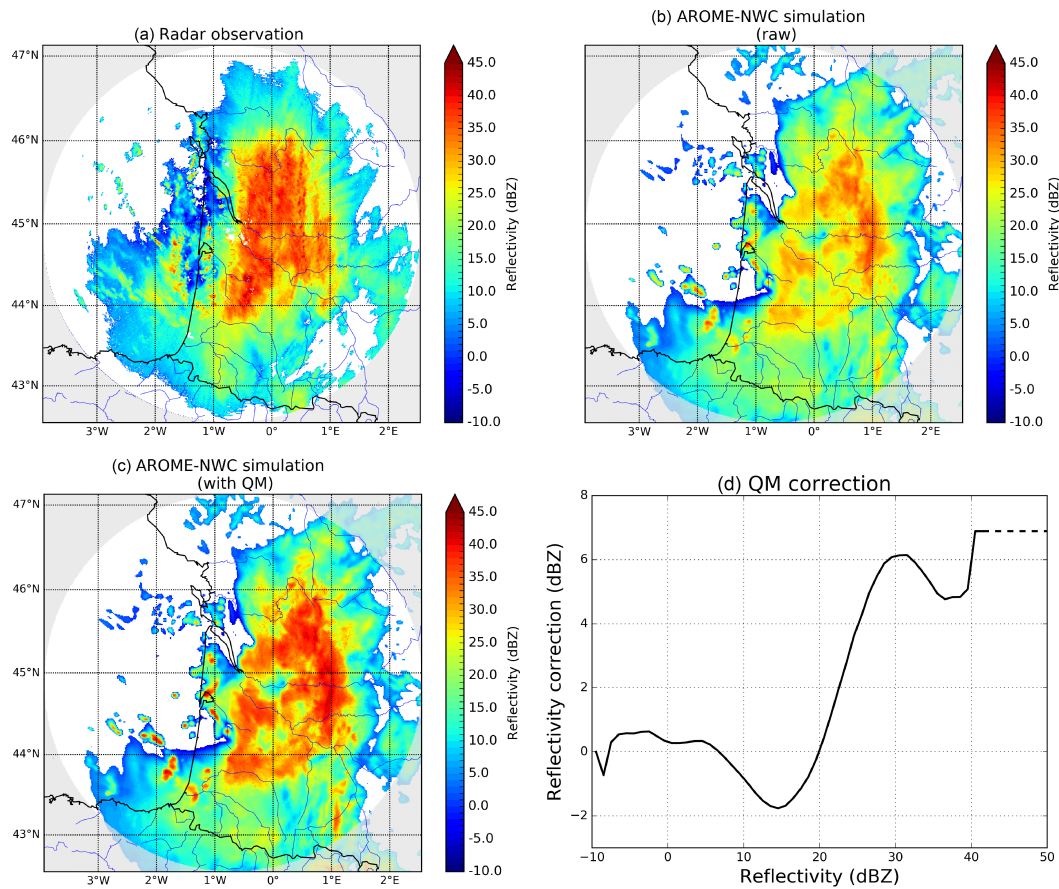 (a) Radar observation
47°N
46°N
45°N
44°N
43°N
3°W 2°W 1°W 0° 1°E 2°E
45.0
40.0
35.0
30.0
25.0
20.0
15.0
10.0
5.0
0.0
-5.0
-10.0
Reflectivity (dBZ)
(b) AROME-NWC simulation
(raw)
47°N
46°N
45°N
44°N
43°N
3°W 2°W 1°W 0° 1°E 2°E
45.0
40.0
35.0
30.0
25.0
20.0
15.0
10.0
5.0
0.0
-5.0
-10.0
Reflectivity (dBZ)
(c) AROME-NWC simulation
(with QM)
47°N
46°N
45°N
44°N
43°N
3°W 2°W 1°W 0° 1°E 2°E
45.0
40.0
35.0
30.0
25.0
20.0
15.0
10.0
5.0
0.0
-5.0
-10.0
Reflectivity (dBZ)
(d) QM correction
8
6
4
2
0
−2
Reflectivity correction (dBZ)
−10 0 10 20 30 40 50
Reflectivity (dBZ)